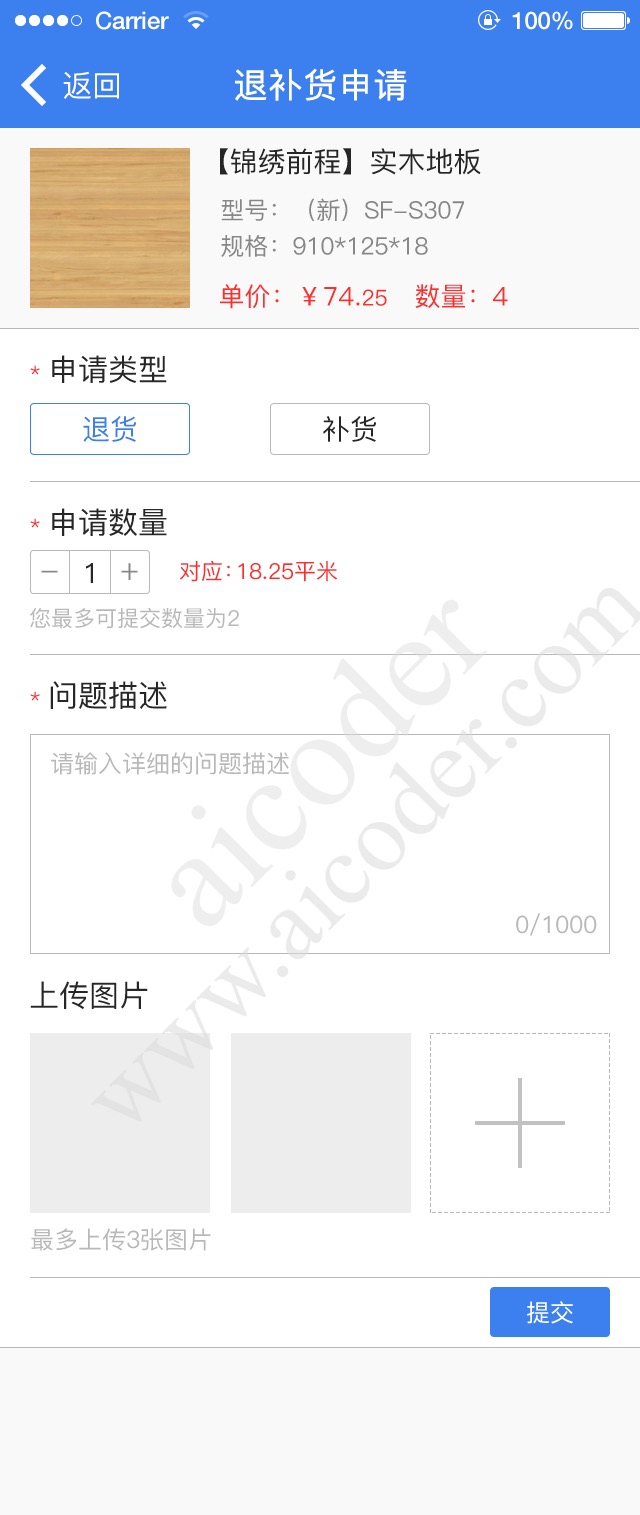 Carrier 100%
返回 退补货申请
【锦绣前程】实木地板
型号：（新）SF-S307
规格：910*125*18
单价：￥74.25 数量：4
* 申请类型
退货 补货
* 申请数量
− 1 + 对应：18.25平米
您最多可提交数量为2
* 问题描述
请输入详细的问题描述
0/1000
上传图片
最多上传3张图片
提交
aicoder
www.aicoder.com